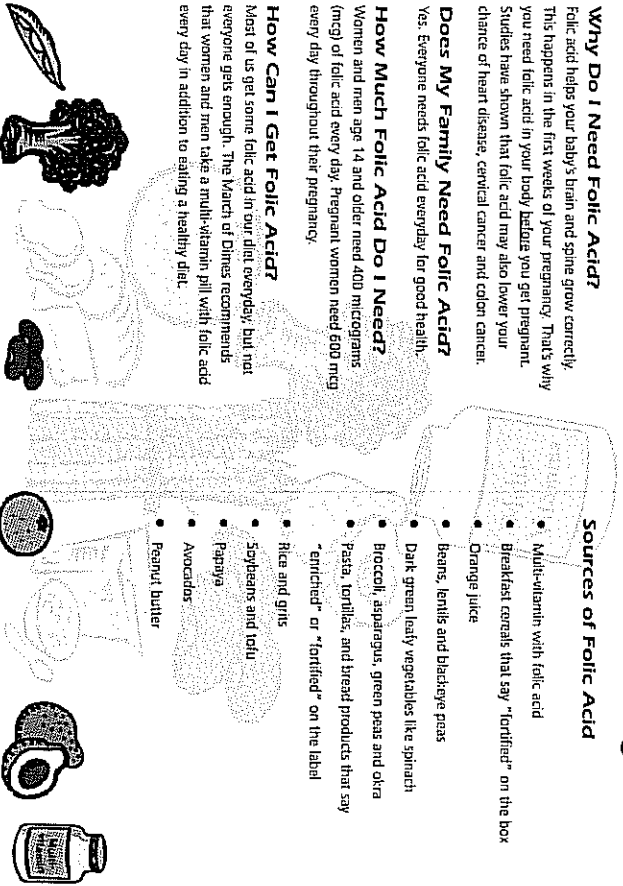 Why Do I Need Folic Acid?
Folic acid helps your baby's brain and spine grow correctly.
This happens in the first weeks of your pregnancy. That's why
you need folic acid in your body before you get pregnant.
Studies have shown that folic acid may also lower your
chance of heart disease, cervical cancer and colon cancer.
Does My Family Need Folic Acid?
Yes. Everyone needs folic acid everyday for good health.
How Much Folic Acid Do I Need?
Women and men age 14 and older need 400 micrograms
(mcg) of folic acid every day. Pregnant women need 600 mcg
every day throughout their pregnancy.
How Can I Get Folic Acid?
Most of us get some folic acid in our diet everyday, but not
everyone gets enough. The March of Dimes recommends
that women and men take a multi-vitamin pill with folic acid
every day in addition to eating a healthy diet.
Sources of Folic Acid
• Multi-vitamin with folic acid
• Breakfast cereals that say "fortified" on the box
• Orange juice
• Beans, lentils and blackeye peas
• Dark green leafy vegetables like spinach
• Broccoli, asparagus, green peas and okra
• Pasta, tortillas, and bread products that say
"enriched" or "fortified" on the label
• Rice and grits
• Soybeans and tofu
• Papaya
• Avocados
• Peanut butter